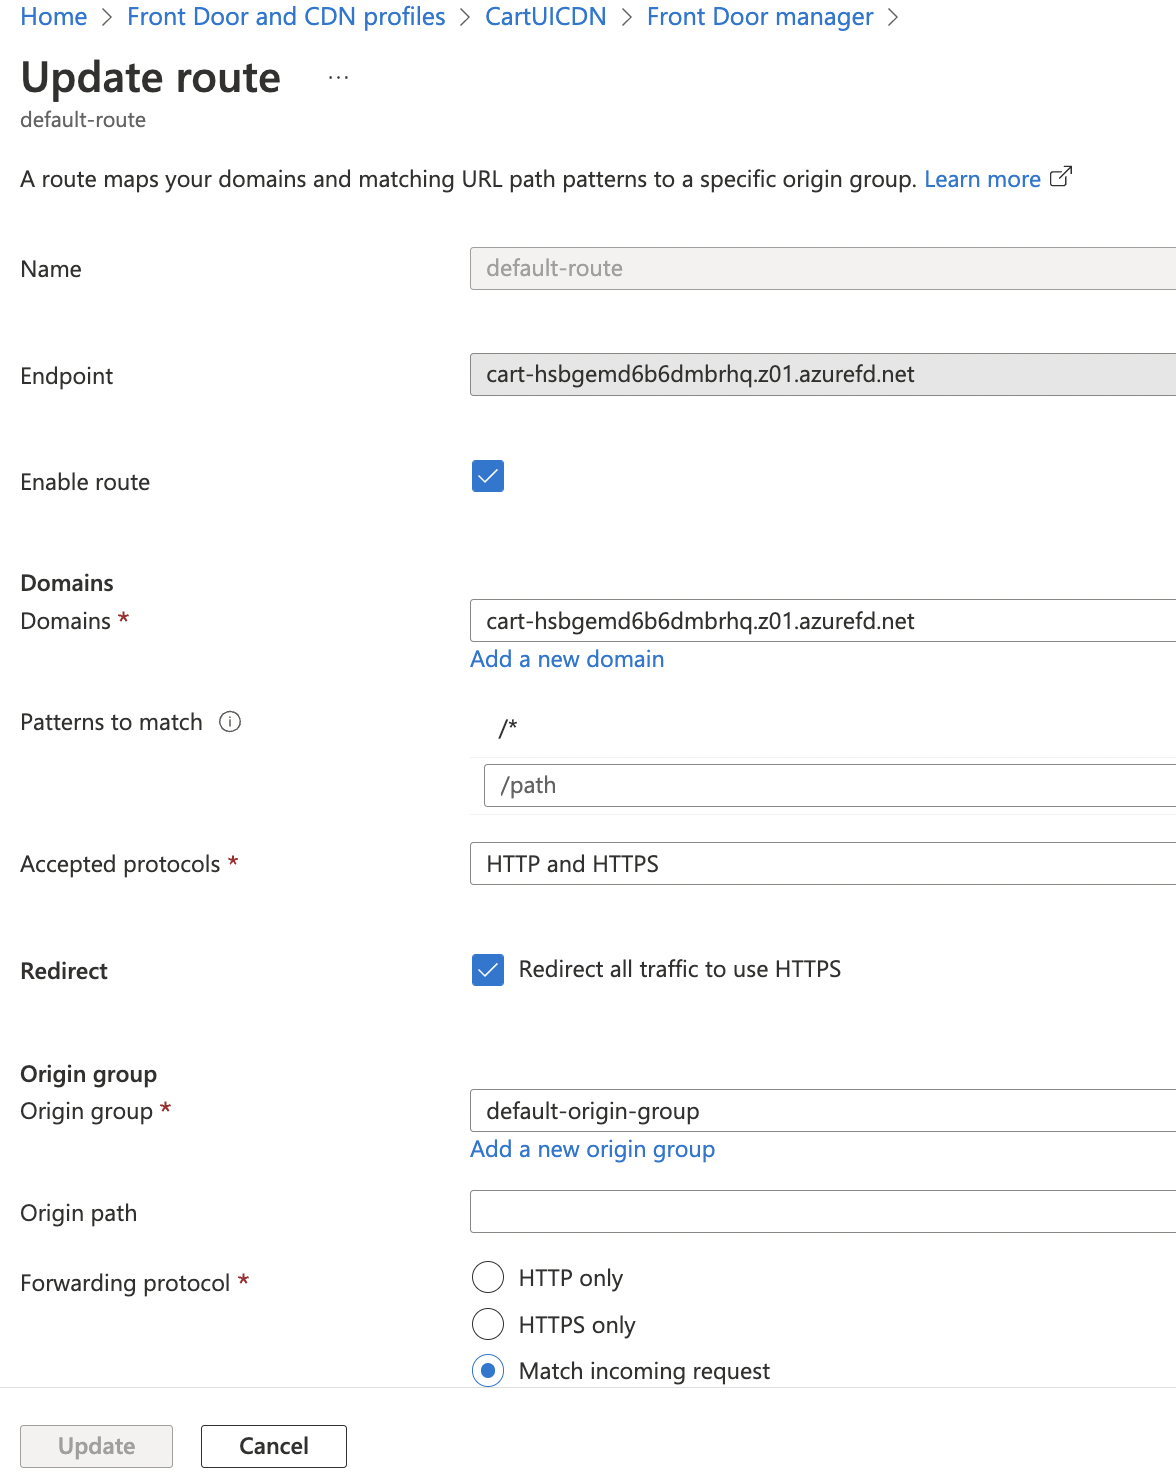 Home > Front Door and CDN profiles > CartUICDN > Front Door manager >
Update route ...
default-route
A route maps your domains and matching URL path patterns to a specific origin group. Learn more
Name
default-route
Endpoint
cart-hsbgemd6b6dmbrhq.z01.azurefd.net
Enable route
Domains
Domains *
cart-hsbgemd6b6dmbrhq.z01.azurefd.net
Add a new domain
Patterns to match
/*
/path
Accepted protocols *
HTTP and HTTPS
Redirect
Redirect all traffic to use HTTPS
Origin group
Origin group *
default-origin-group
Add a new origin group
Origin path
Forwarding protocol *
HTTP only
HTTPS only
Match incoming request
Update
Cancel